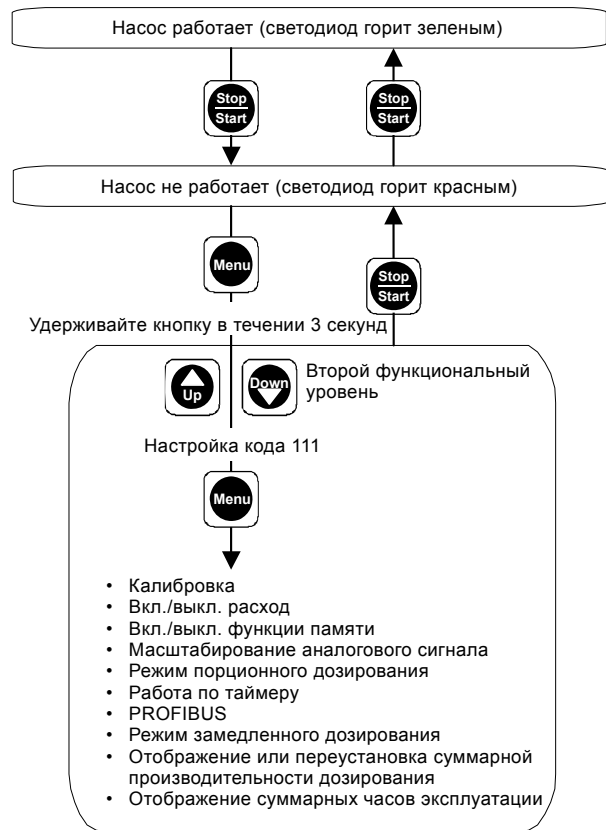 Насос работает (светодиод горит зеленым)
Stop
Start
Stop
Start
Насос не работает (светодиод горит красным)
Menu
Stop
Start
Удерживайте кнопку в течении 3 секунд
Up
Down
Второй функциональный
уровень
Настройка кода 111
Menu
• Калибровка
• Вкл./выкл. расход
• Вкл./выкл. функции памяти
• Масштабирование аналогового сигнала
• Режим порционного дозирования
• Работа по таймеру
• PROFIBUS
• Режим замедленного дозирования
• Отображение или переустановка суммарной
производительности дозирования
• Отображение суммарных часов эксплуатации